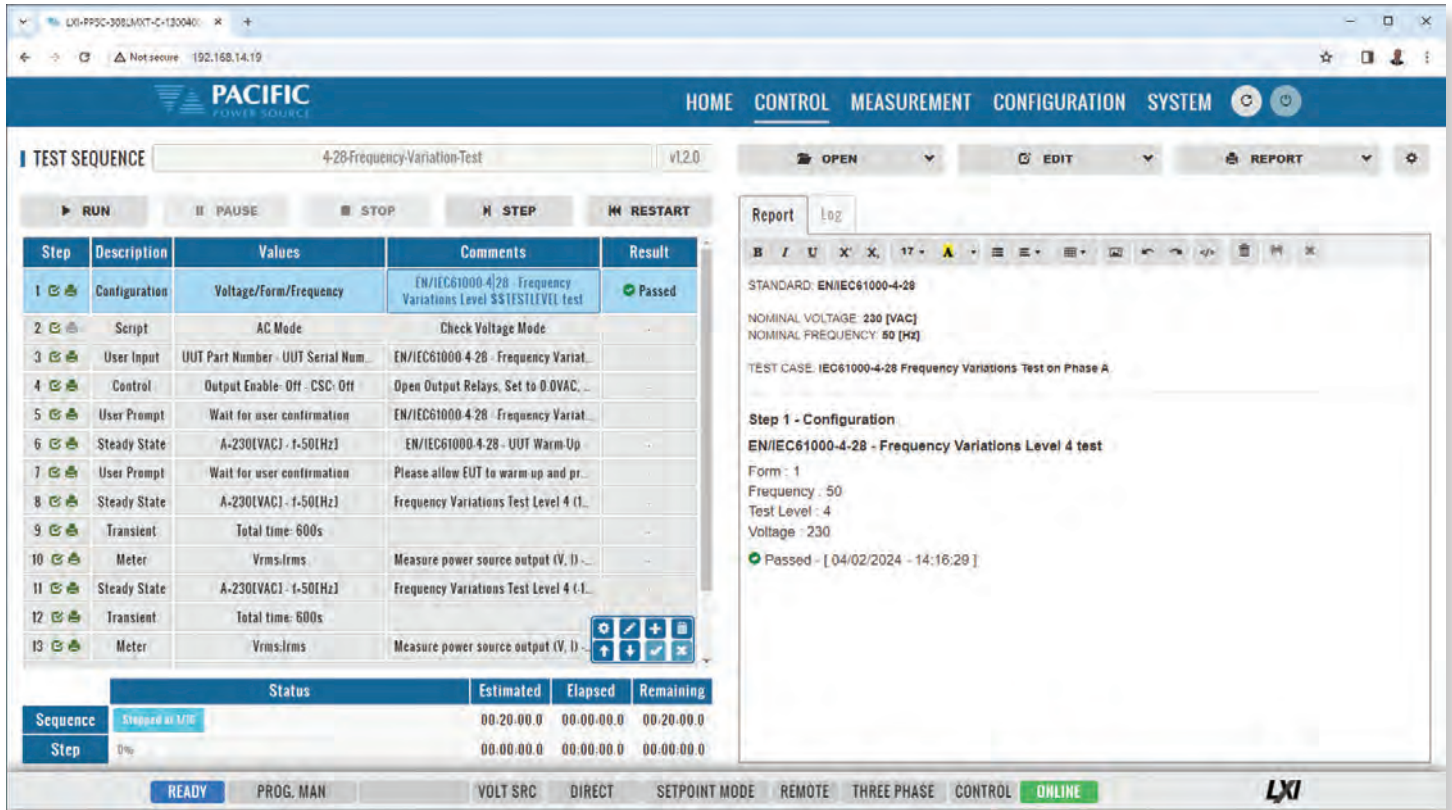 LXI-PPSC-308LMXT-C-130040
Not secure 192.168.14.19
PACIFIC
POWER SOURCE
HOME CONTROL MEASUREMENT CONFIGURATION SYSTEM
TEST SEQUENCE 4-28-Frequency-Variation-Test v1.2.0
OPEN EDIT REPORT
RUN PAUSE STOP STEP RESTART
Step Description Values Comments Result
1 Configuration Voltage/Form/Frequency EN/IEC61000-4-28 - Frequency
Variations Level $$TESTLEVEL test Passed
2 Script AC Mode Check Voltage Mode -
3 User Input UUT Part Number - UUT Serial Num... EN/IEC61000-4-28 - Frequency Variat... -
4 Control Output Enable: Off - CSC: Off Open Output Relays, Set to 0.0VAC, ... -
5 User Prompt Wait for user confirmation EN/IEC61000-4-28 - Frequency Variat... -
6 Steady State A=230[VAC] - f=50[Hz] EN/IEC61000-4-28 - UUT Warm-Up -
7 User Prompt Wait for user confirmation Please allow EUT to warm-up and pr... -
8 Steady State A=230[VAC] - f=50[Hz] Frequency Variations Test Level 4 (1... -
9 Transient Total time: 600s -
10 Meter Vrms:Irms Measure power source output (V, I) -... -
11 Steady State A=230[VAC] - f=50[Hz] Frequency Variations Test Level 4 (-1... -
12 Transient Total time: 600s
13 Meter Vrms:Irms Measure power source output (V, I) -...
Status Estimated Elapsed Remaining
Sequence Stopped at 1/16 00:20:00.0 00:00:00.0 00:20:00.0
Step 0% 00:00:00.0 00:00:00.0 00:00:00.0
Report Log
B I U X X, 17 A
STANDARD: EN/IEC61000-4-28
NOMINAL VOLTAGE: 230 [VAC]
NOMINAL FREQUENCY: 50 [Hz]
TEST CASE: IEC61000-4-28 Frequency Variations Test on Phase A
Step 1 - Configuration
EN/IEC61000-4-28 - Frequency Variations Level 4 test
Form : 1
Frequency : 50
Test Level : 4
Voltage : 230
Passed - [ 04/02/2024 - 14:16:29 ]
READY PROG. MAN VOLT SRC DIRECT SETPOINT MODE REMOTE THREE PHASE CONTROL ONLINE LXI